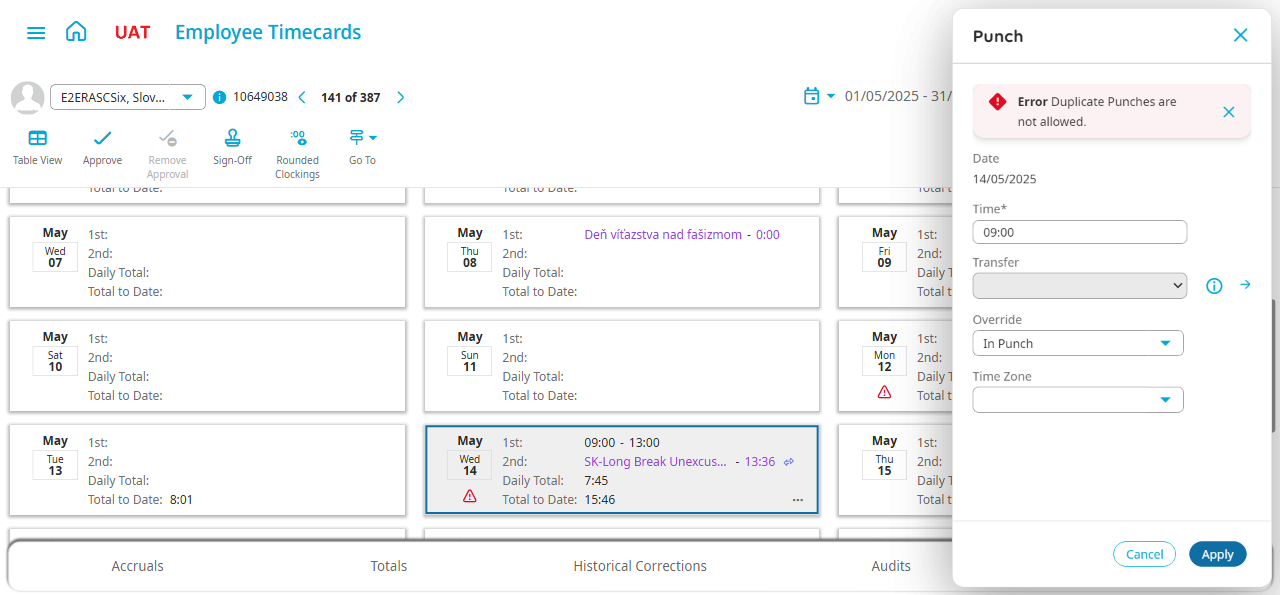 UAT
Employee Timecards
E2ERASCSix, Slov...
10649038
141 of 387
01/05/2025 - 31/
Table View
Approve
Remove Approval
Sign-Off
Rounded Clockings
Go To
Total to Date:
Total to Date:
May
Wed
07
1st:
2nd:
Daily Total:
Total to Date:
May
Thu
08
1st: Deň víťazstva nad fašizmom - 0:00
2nd:
Daily Total:
Total to Date:
May
Fri
09
1st:
2nd:
Daily T
Total t
May
Sat
10
1st:
2nd:
Daily Total:
Total to Date:
May
Sun
11
1st:
2nd:
Daily Total:
Total to Date:
May
Mon
12
1st:
2nd:
Daily T
Total t
May
Tue
13
1st:
2nd:
Daily Total:
Total to Date: 8:01
May
Wed
14
1st: 09:00 - 13:00
2nd: SK-Long Break Unexcus... - 13:36
Daily Total: 7:45
Total to Date: 15:46
...
May
Thu
15
1st:
2nd:
Daily T
Total t
Accruals
Totals
Historical Corrections
Audits
Punch
Error Duplicate Punches are
not allowed.
Date
14/05/2025
Time*
09:00
Transfer
Override
In Punch
Time Zone
Cancel
Apply